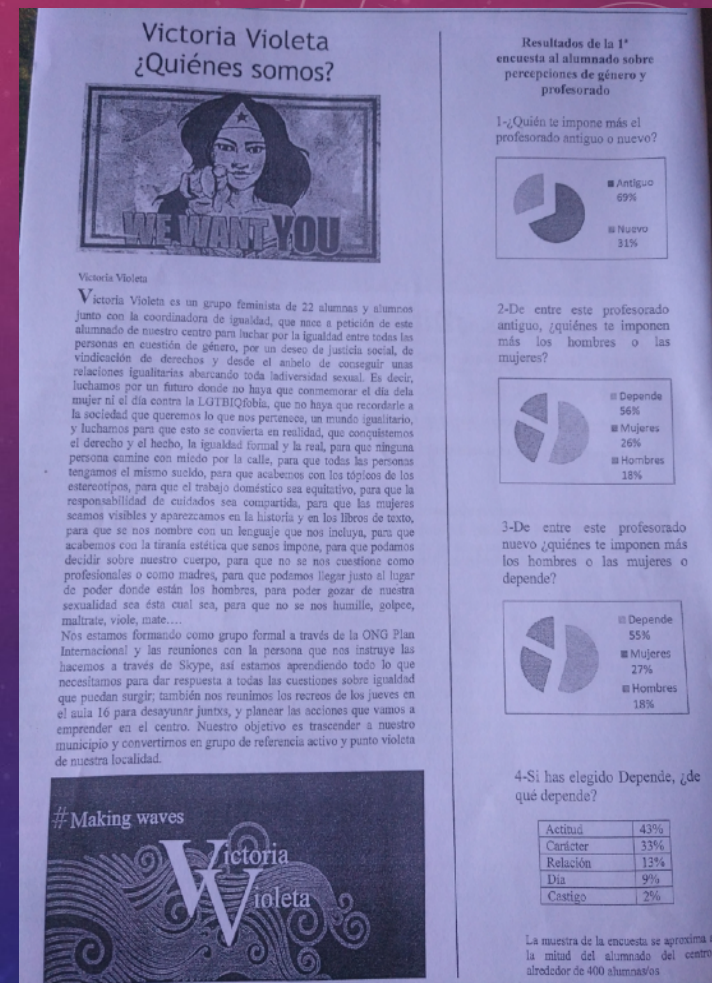 Victoria Violeta
¿Quiénes somos?
WE WANT YOU
Victoria Violeta
Victoria Violeta es un grupo feminista de 22 alumnas y alumnos
junto con la coordinadora de igualdad, que nace a petición de este
alumnado de nuestro centro para luchar por la igualdad entre todas las
personas en cuestión de género, por un deseo de justicia social, de
vindicación de derechos y desde el anhelo de conseguir unas
relaciones igualitarias abarcando toda ladiversidad sexual. Es decir,
luchamos por un futuro donde no haya que conmemorar el día dela
mujer ni el día contra la LGTBIQfobia, que no haya que recordarle a
la sociedad que queremos lo que nos pertenece, un mundo igualitario,
y luchamos para que esto se convierta en realidad, que conquistemos
el derecho y el hecho, la igualdad formal y la real, para que ninguna
persona camine con miedo por la calle, para que todas las personas
tengamos el mismo sueldo, para que acabemos con los tópicos de los
estereotipos, para que el trabajo doméstico sea equitativo, para que la
responsabilidad de cuidados sea compartida, para que las mujeres
seamos visibles y aparezcamos en la historia y en los libros de texto,
para que se nos nombre con un lenguaje que nos incluya, para que
acabemos con la tiranía estética que senos impone, para que podamos
decidir sobre nuestro cuerpo, para que no se nos cuestione como
profesionales o como madres, para que podamos llegar justo al lugar
de poder donde están los hombres, para poder gozar de nuestra
sexualidad sea ésta cual sea, para que no se nos humille, golpee,
maltrate, viole, mate....
Nos estamos formando como grupo formal a través de la ONG Plan
Internacional y las reuniones con la persona que nos instruye las
hacemos a través de Skype, así estamos aprendiendo todo lo que
necesitamos para dar respuesta a todas las cuestiones sobre igualdad
que puedan surgir; también nos reunimos los recreos de los jueves en
el aula 16 para desayunar juntxs, y planear las acciones que vamos a
emprender en el centro. Nuestro objetivo es trascender a nuestro
municipio y convertirnos en grupo de referencia activo y punto violeta
de nuestra localidad.
#Making waves
Victoria
Violeta
Resultados de la 1ª
encuesta al alumnado sobre
percepciones de género y
profesorado
1-¿Quién te impone más el
profesorado antiguo o nuevo?
Antiguo
69%
Nuevo
31%
2-De entre este profesorado
antiguo, ¿quiénes te imponen
más los hombres o las
mujeres?
Depende
56%
Mujeres
26%
Hombres
18%
3-De entre este profesorado
nuevo ¿quiénes te imponen más
los hombres o las mujeres o
depende?
Depende
55%
Mujeres
27%
Hombres
18%
4-Si has elegido Depende, ¿de
qué depende?
Actitud 43%
Carácter 33%
Relación 13%
Día 9%
Castigo 2%
La muestra de la encuesta se aproxima a
la mitad del alumnado del centro
alrededor de 400 alumnas/os